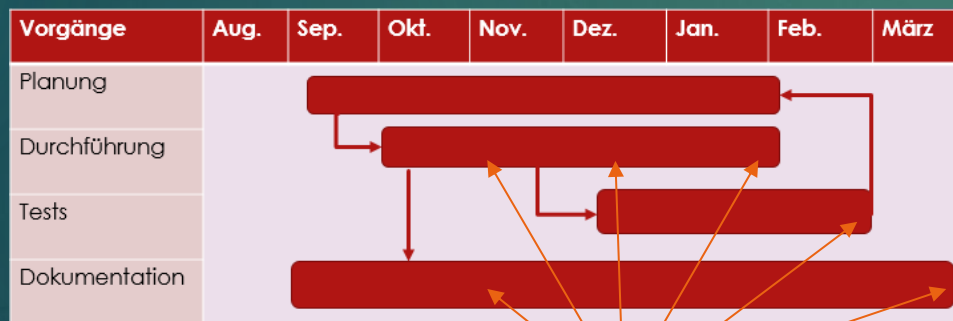 Vorgänge Aug. Sep. Okt. Nov. Dez. Jan. Feb. März
Planung
Durchführung
Tests
Dokumentation